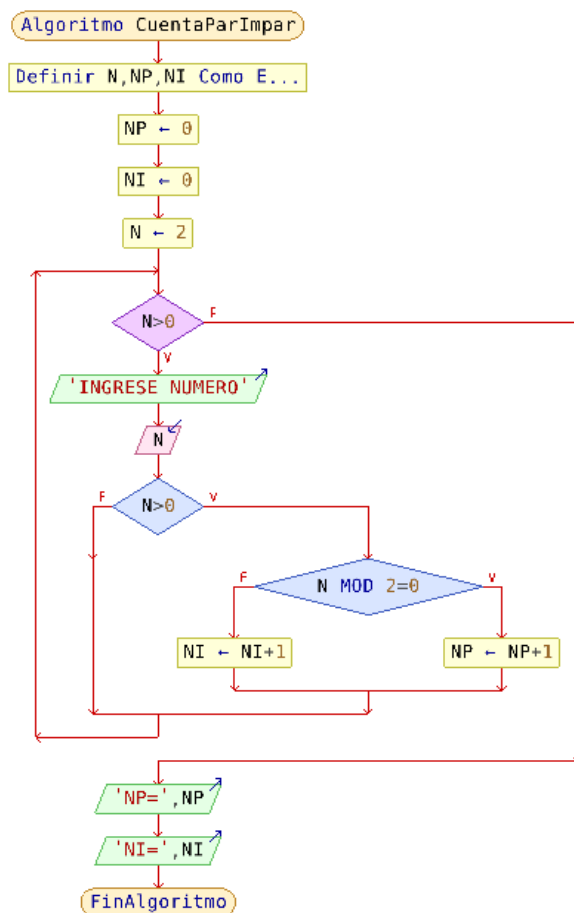 Algoritmo CuentaParImpar
Definir N,NP,NI Como E...
NP ← 0
NI ← 0
N ← 2
N>0
F
V
'INGRESE NUMERO'
N
N>0
F
V
N MOD 2=0
F
V
NI ← NI+1
NP ← NP+1
'NP=',NP
'NI=',NI
FinAlgoritmo